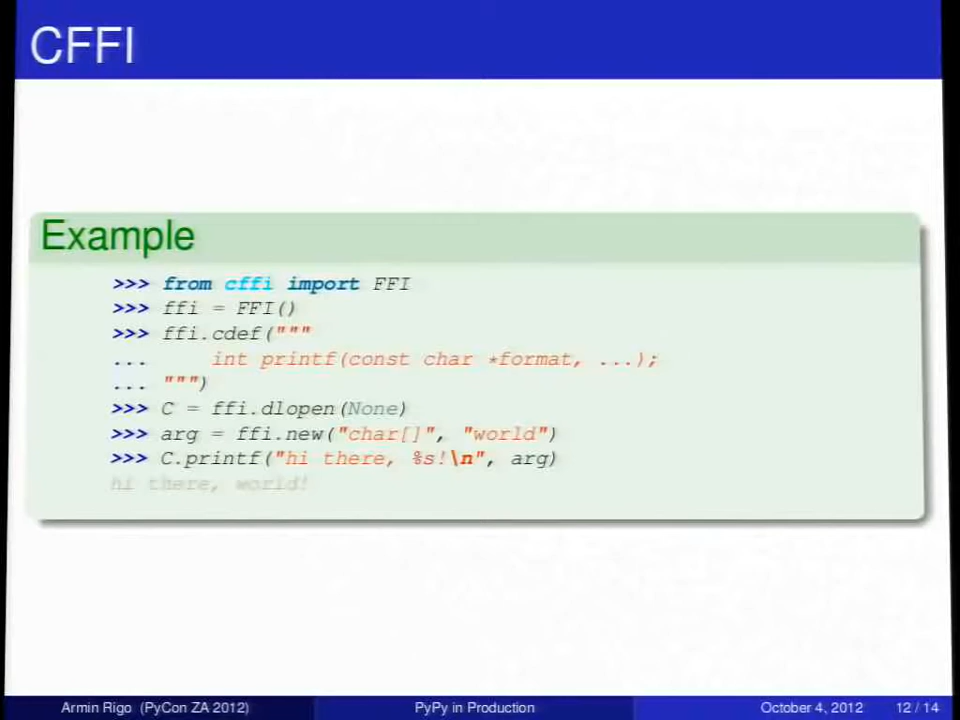 CFFI
Example
>>> from cffi import FFI
>>> ffi = FFI()
>>> ffi.cdef("""
...     int printf(const char *format, ...);
... """)
>>> C = ffi.dlopen(None)
>>> arg = ffi.new("char[]", "world")
>>> C.printf("hi there, %s!\n", arg)
hi there, world!
Armin Rigo (PyCon ZA 2012) PyPy in Production October 4, 2012 12 / 14